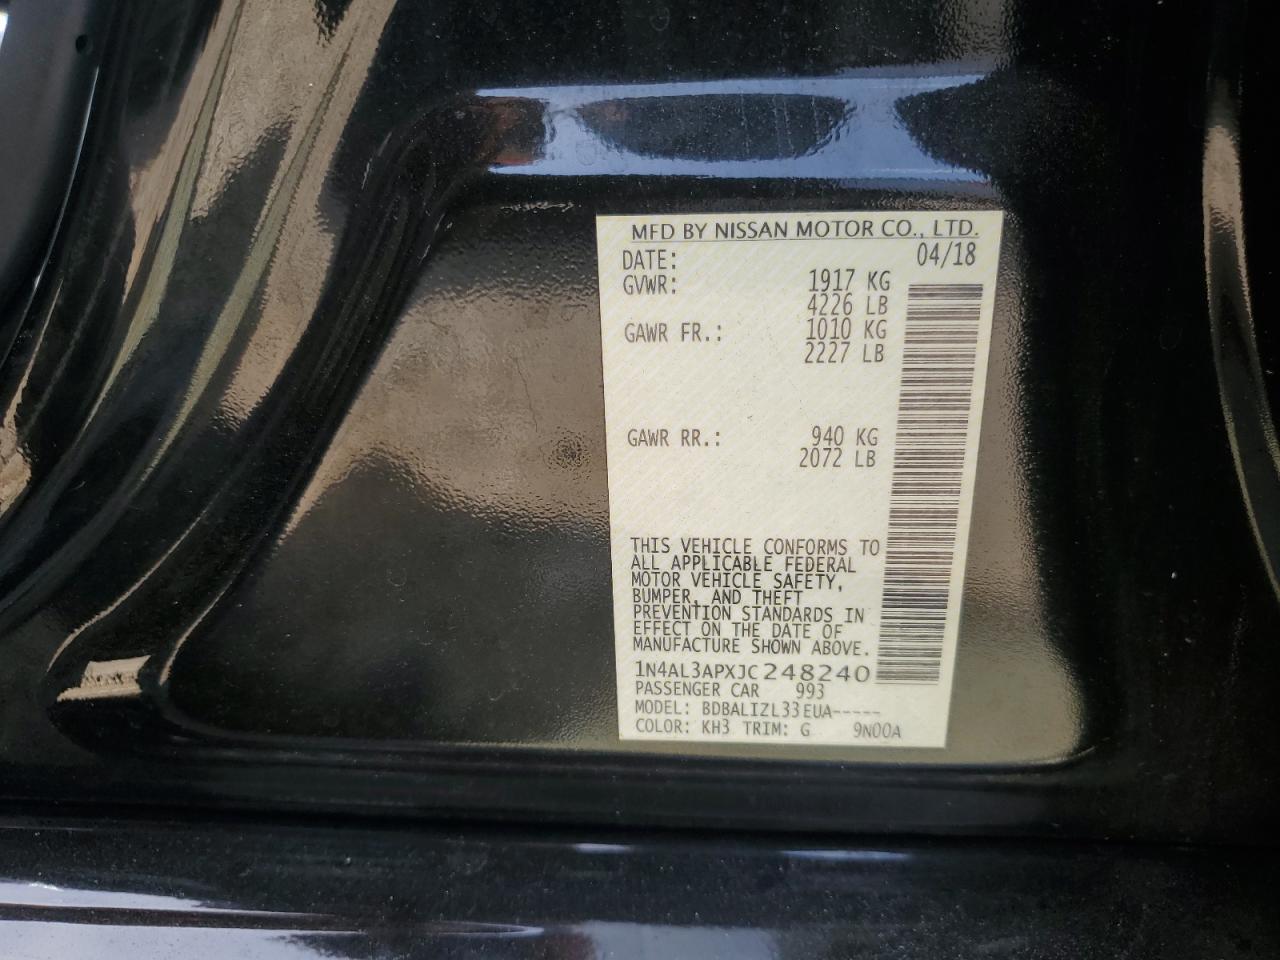 MFD BY NISSAN MOTOR CO., LTD.
DATE: 04/18
GVWR: 1917 KG
4226 LB
GAWR FR.: 1010 KG
2227 LB
GAWR RR.: 940 KG
2072 LB
THIS VEHICLE CONFORMS TO
ALL APPLICABLE FEDERAL
MOTOR VEHICLE SAFETY,
BUMPER, AND THEFT
PREVENTION STANDARDS IN
EFFECT ON THE DATE OF
MANUFACTURE SHOWN ABOVE.
1N4AL3APXJC248240
PASSENGER CAR 993
MODEL: BDBALIZL33EUA-----
COLOR: KH3 TRIM: G 9N00A